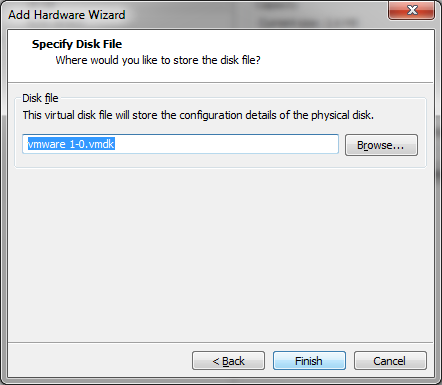 Add Hardware Wizard
Specify Disk File
Where would you like to store the disk file?
Disk file
This virtual disk file will store the configuration details of the physical disk.
vmware 1-0.vmdk
Browse...
< Back
Finish
Cancel